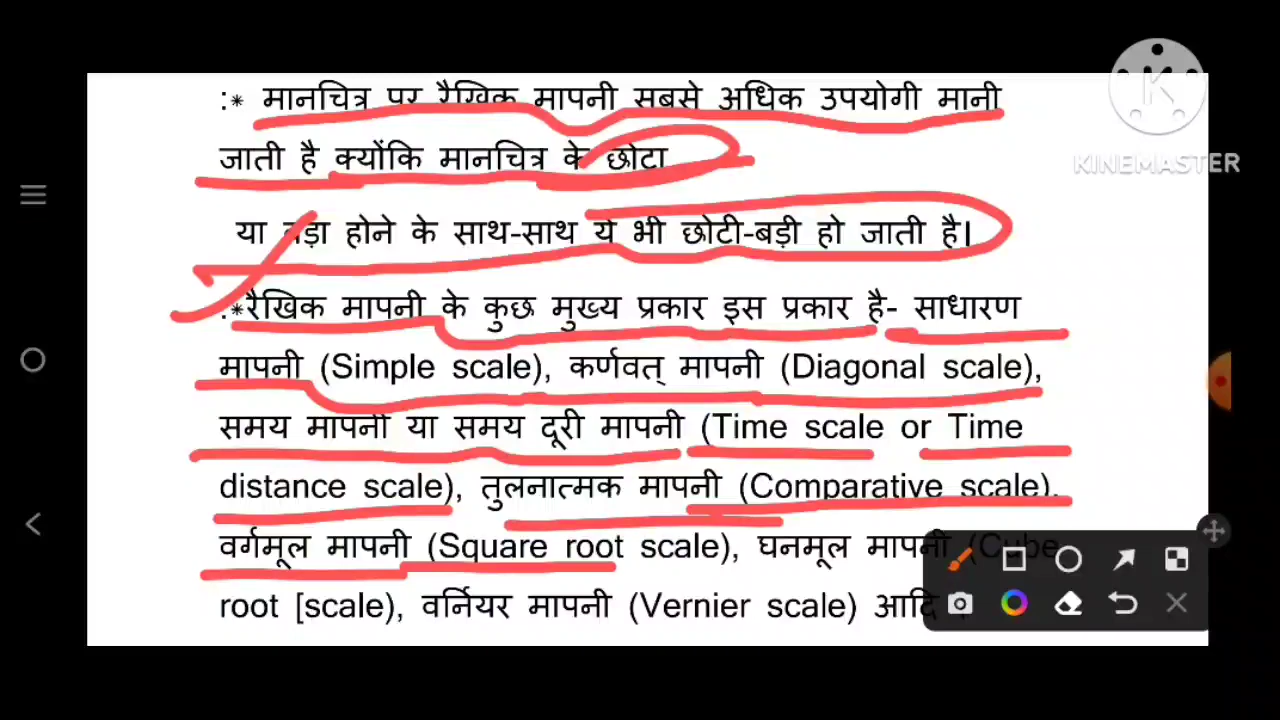 :* मानचित्र पर रैखिक मापनी सबसे अधिक उपयोगी मानी
जाती है क्योंकि मानचित्र के छोटा
या बड़ा होने के साथ-साथ ये भी छोटी-बड़ी हो जाती है।
:*रैखिक मापनी के कुछ मुख्य प्रकार इस प्रकार है- साधारण
मापनी (Simple scale), कर्णवत् मापनी (Diagonal scale),
समय मापनी या समय दूरी मापनी (Time scale or Time
distance scale), तुलनात्मक मापनी (Comparative scale),
वर्गमूल मापनी (Square root scale), घनमूल मापनी (Cube
root [scale), वर्नियर मापनी (Vernier scale) आदि
KINEMASTER